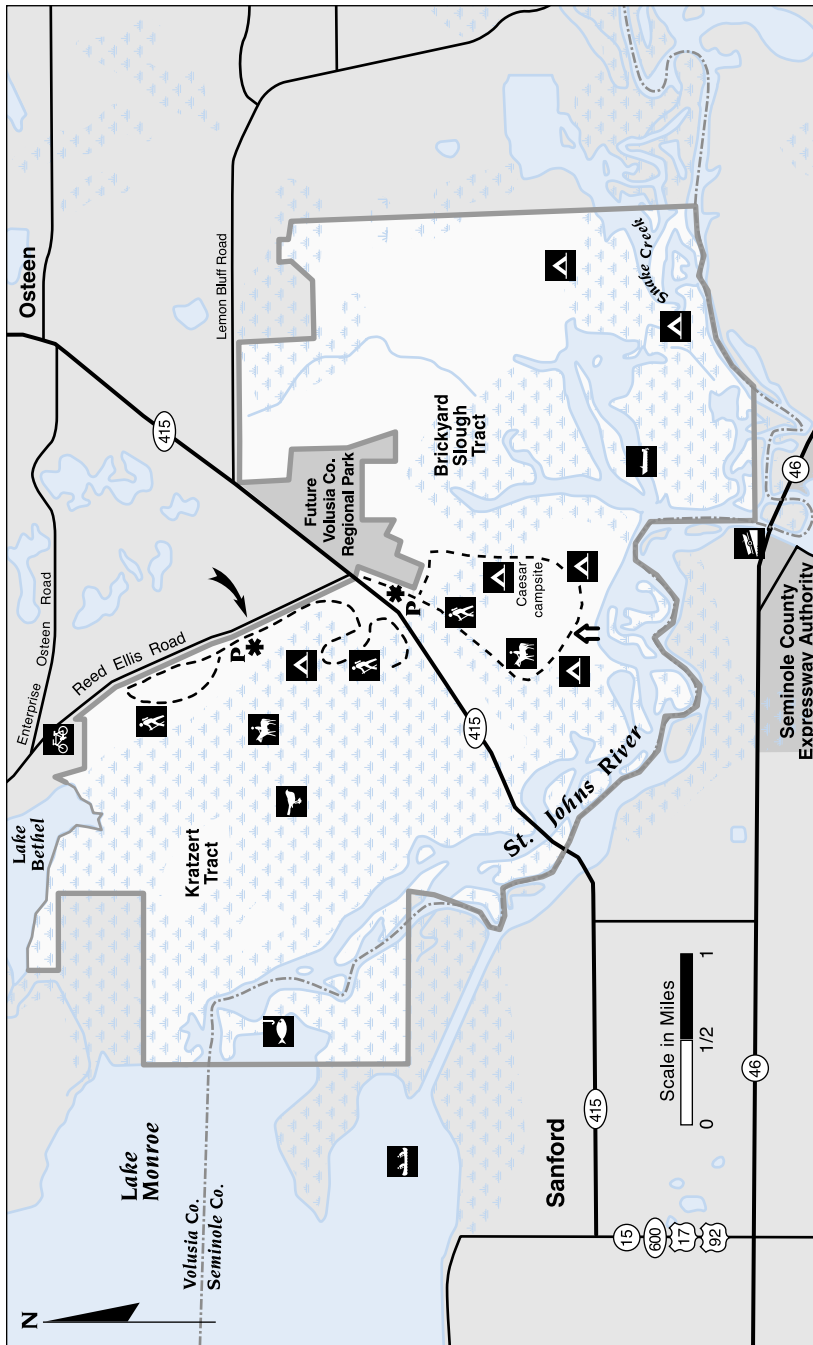 N
Lake
Monroe
Volusia Co.
Seminole Co.
Lake
Bethel
Enterprise Osteen Road
Reed Ellis Road
Osteen
Lemon Bluff Road
415
Kratzert
Tract
P
Future
Volusia Co.
Regional Park
P
Caesar
campsite
Brickyard
Slough
Tract
Snake Creek
415
St. Johns River
Sanford
415
15
600
17
92
Scale in Miles
0
1/2
1
46
46
Seminole County
Expressway Authority